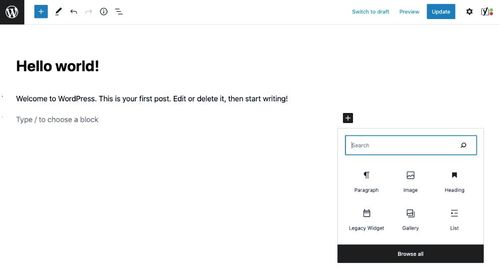 Switch to draft Preview Update
Hello world!
Welcome to WordPress. This is your first post. Edit or delete it, then start writing!
Type / to choose a block
Search
Paragraph Image Heading
Legacy Widget Gallery List
Browse all